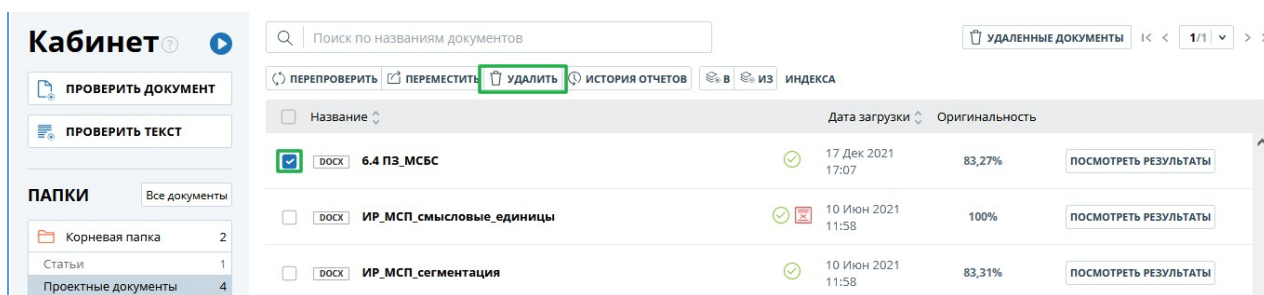 Кабинет
ПРОВЕРИТЬ ДОКУМЕНТ
ПРОВЕРИТЬ ТЕКСТ
ПАПКИ Все документы
Корневая папка 2
Статьи 1
Проектные документы 4
Поиск по названиям документов
УДАЛЕННЫЕ ДОКУМЕНТЫ 1/1
ПЕРЕПРОВЕРИТЬ ПЕРЕМЕСТИТЬ УДАЛИТЬ ИСТОРИЯ ОТЧЕТОВ В ИЗ ИНДЕКСА
Название Дата загрузки Оригинальность
DOCX 6.4 ПЗ_МСБС 17 Дек 2021 83,27% ПОСМОТРЕТЬ РЕЗУЛЬТАТЫ
17:07
DOCX ИР_МСП_смысловые_единицы 10 Июн 2021 100% ПОСМОТРЕТЬ РЕЗУЛЬТАТЫ
11:58
DOCX ИР_МСП_сегментация 10 Июн 2021 83,31% ПОСМОТРЕТЬ РЕЗУЛЬТАТЫ
11:58